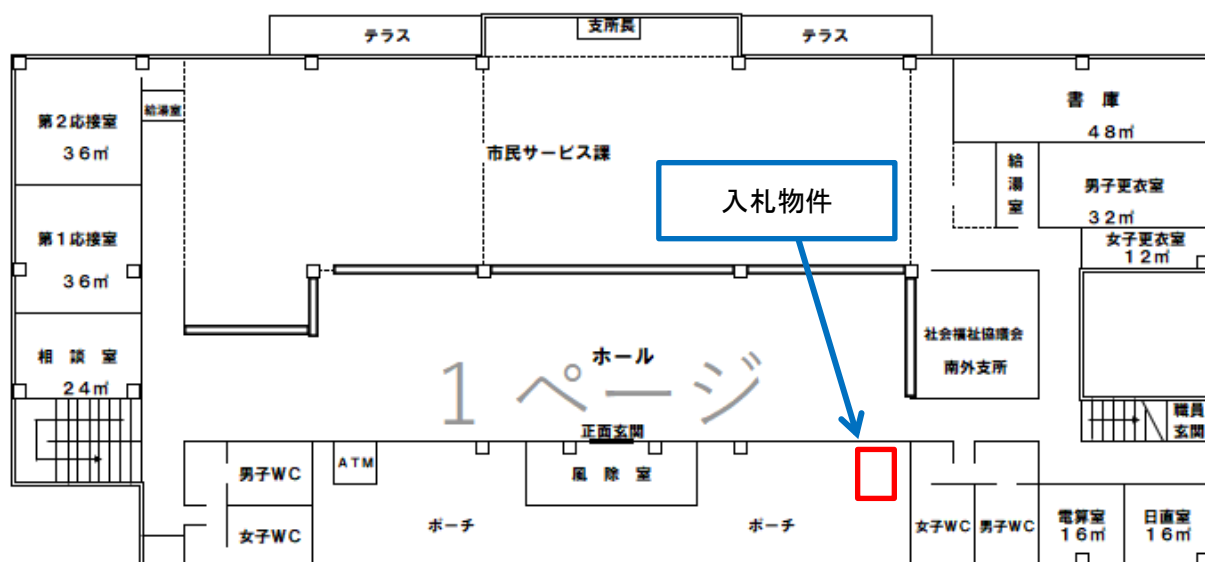 支所長
テラス
テラス
給湯室
第2応接室
36㎡
書 庫
48㎡
市民サービス課
給湯室
男子更衣室
32㎡
入札物件
第1応接室
36㎡
女子更衣室
12㎡
相 談 室
24㎡
ホール
社会福祉協議会
南外支所
1 ページ
正面玄関
職員
玄関
男子WC
ATM
風 除 室
女子WC
ポーチ
ポーチ
女子WC
男子WC
電算室
16㎡
日直室
16㎡